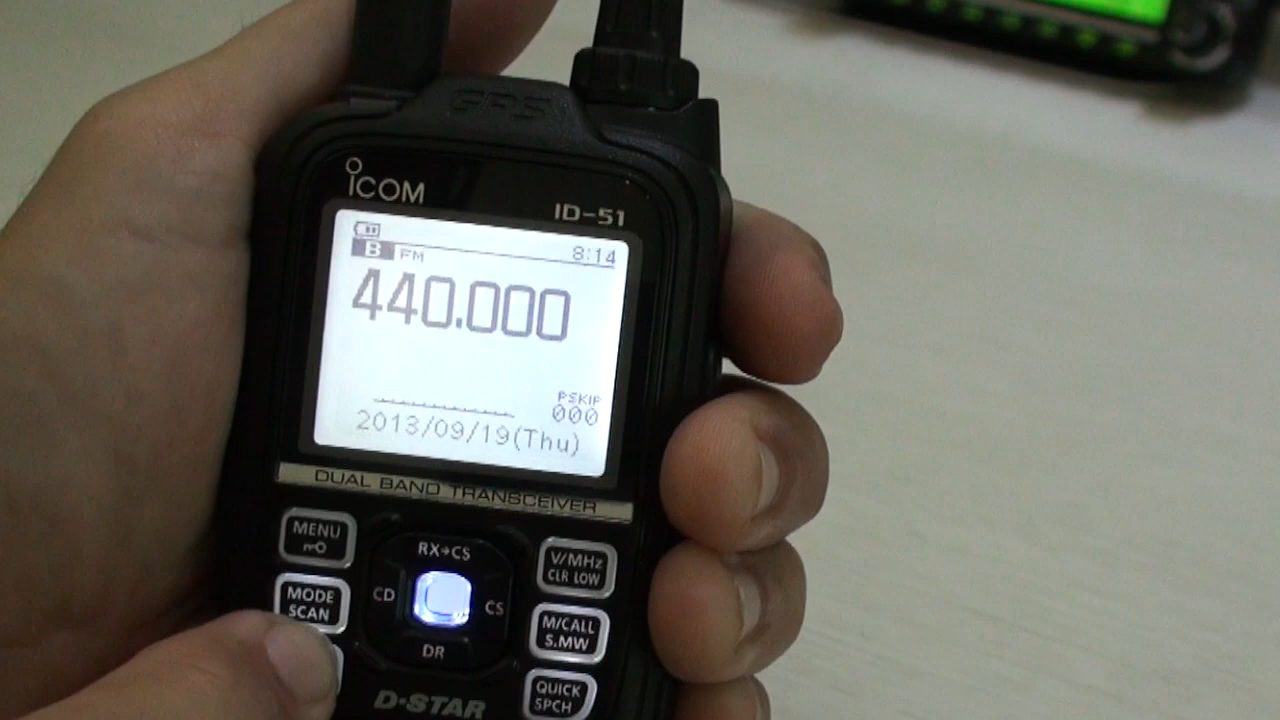 GPS
ICOM
ID-51
B FM 8:14
440.000
PSKIP
000
2013/09/19(Thu)
DUAL BAND TRANSCEIVER
MENU
RX→CS
V/MHz
CLR LOW
MODE
SCAN
CD
CS
M/CALL
S.MW
DR
QUICK
SPCH
D-STAR